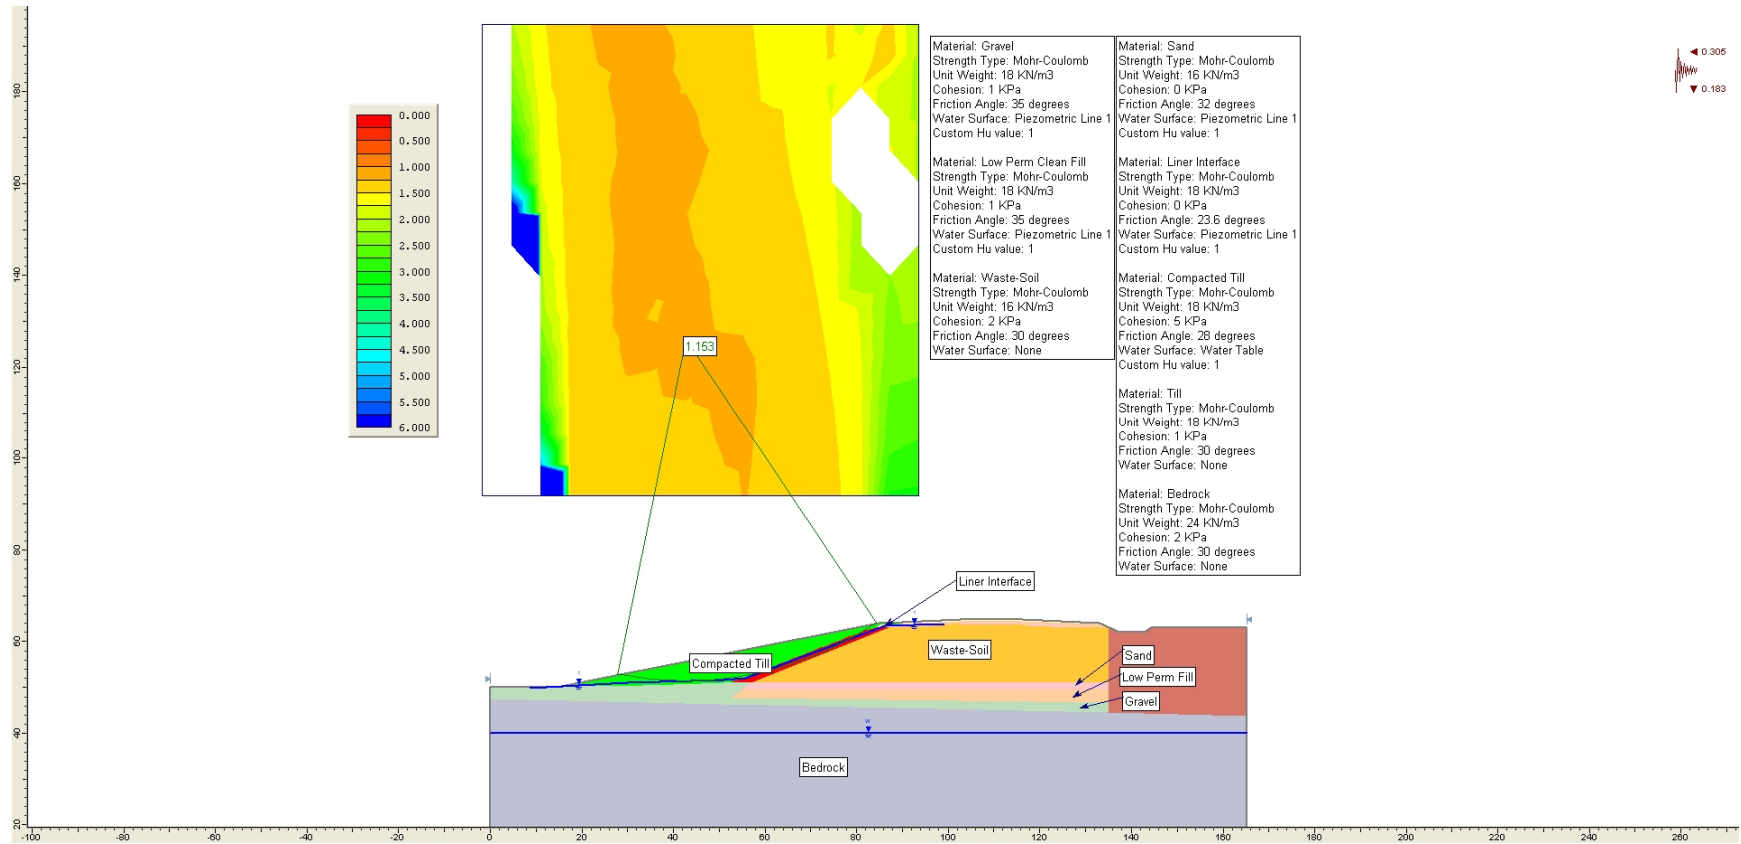 Material: Gravel
Strength Type: Mohr-Coulomb
Unit Weight: 18 KN/m3
Cohesion: 1 KPa
Friction Angle: 35 degrees
Water Surface: Piezometric Line 1
Custom Hu value: 1
Material: Low Perm Clean Fill
Strength Type: Mohr-Coulomb
Unit Weight: 18 KN/m3
Cohesion: 1 KPa
Friction Angle: 35 degrees
Water Surface: Piezometric Line 1
Custom Hu value: 1
Material: Waste-Soil
Strength Type: Mohr-Coulomb
Unit Weight: 16 KN/m3
Cohesion: 2 KPa
Friction Angle: 30 degrees
Water Surface: None
Material: Sand
Strength Type: Mohr-Coulomb
Unit Weight: 16 KN/m3
Cohesion: 0 KPa
Friction Angle: 32 degrees
Water Surface: Piezometric Line 1
Custom Hu value: 1
Material: Liner Interface
Strength Type: Mohr-Coulomb
Unit Weight: 18 KN/m3
Cohesion: 0 KPa
Friction Angle: 23.6 degrees
Water Surface: Piezometric Line 1
Custom Hu value: 1
Material: Compacted Till
Strength Type: Mohr-Coulomb
Unit Weight: 18 KN/m3
Cohesion: 5 KPa
Friction Angle: 28 degrees
Water Surface: Water Table
Custom Hu value: 1
Material: Till
Strength Type: Mohr-Coulomb
Unit Weight: 18 KN/m3
Cohesion: 1 KPa
Friction Angle: 30 degrees
Water Surface: None
Material: Bedrock
Strength Type: Mohr-Coulomb
Unit Weight: 24 KN/m3
Cohesion: 2 KPa
Friction Angle: 30 degrees
Water Surface: None
0.305
0.183
0.000
0.500
1.000
1.500
2.000
2.500
3.000
3.500
4.000
4.500
5.000
5.500
6.000
1.153
Liner Interface
Waste-Soil
Compacted Till
Sand
Low Perm Fill
Gravel
W
Bedrock
180
160
140
120
100
80
60
40
20
-100
-80
-60
-40
-20
0
20
40
60
80
100
120
140
160
180
200
220
240
260